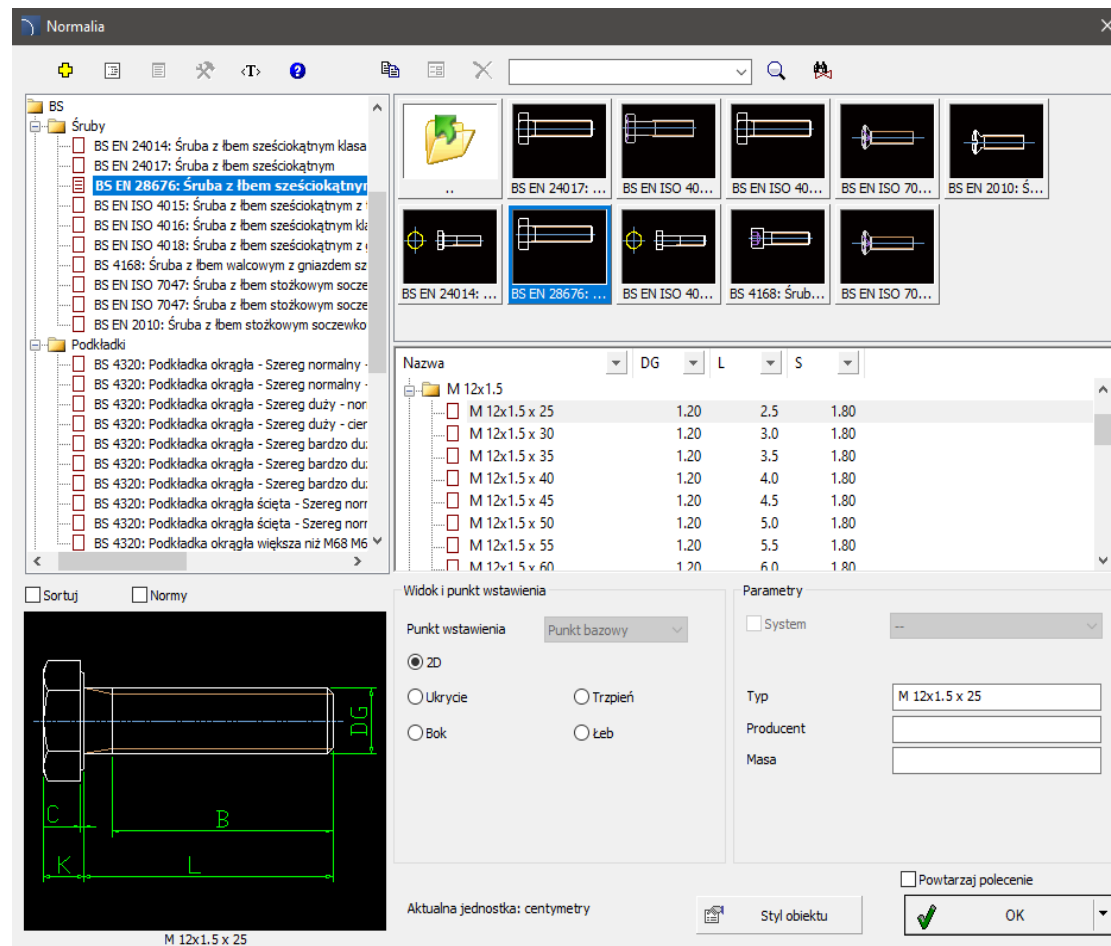 Normalia
<T>
BS
Śruby
BS EN 24014: Śruba z łbem sześciokątnym klasa
BS EN 24017: Śruba z łbem sześciokątnym
BS EN 28676: Śruba z łbem sześciokątnym
BS EN ISO 4015: Śruba z łbem sześciokątnym z
BS EN ISO 4016: Śruba z łbem sześciokątnym kla
BS EN ISO 4018: Śruba z łbem sześciokątnym z
BS 4168: Śruba z łbem walcowym z gniazdem sz
BS EN ISO 7047: Śruba z łbem stożkowym socze
BS EN ISO 7047: Śruba z łbem stożkowym socze
BS EN 2010: Śruba z łbem stożkowym soczewko
Podkładki
BS 4320: Podkładka okrągła - Szereg normalny -
BS 4320: Podkładka okrągła - Szereg normalny -
BS 4320: Podkładka okrągła - Szereg duży - nor
BS 4320: Podkładka okrągła - Szereg duży - cier
BS 4320: Podkładka okrągła - Szereg bardzo du
BS 4320: Podkładka okrągła - Szereg bardzo du
BS 4320: Podkładka okrągła - Szereg bardzo du
BS 4320: Podkładka okrągła ścięta - Szereg norr
BS 4320: Podkładka okrągła ścięta - Szereg norr
BS 4320: Podkładka okrągła większa niż M68 M6
..
BS EN 24017: ...
BS EN ISO 40...
BS EN ISO 40...
BS EN ISO 70...
BS EN 2010: Ś...
BS EN 24014: ...
BS EN 28676: ...
BS EN ISO 40...
BS 4168: Śrub...
BS EN ISO 70...
Nazwa DG L S
M 12x1.5
M 12x1.5 x 25 1.20 2.5 1.80
M 12x1.5 x 30 1.20 3.0 1.80
M 12x1.5 x 35 1.20 3.5 1.80
M 12x1.5 x 40 1.20 4.0 1.80
M 12x1.5 x 45 1.20 4.5 1.80
M 12x1.5 x 50 1.20 5.0 1.80
M 12x1.5 x 55 1.20 5.5 1.80
M 12x1.5 x 60 1.20 6.0 1.80
Sortuj Normy
DG
C
B
K
L
M 12x1.5 x 25
Widok i punkt wstawienia
Punkt wstawienia Punkt bazowy
2D
Ukrycie Trzpień
Bok Łeb
Parametry
System --
Typ M 12x1.5 x 25
Producent
Masa
Powtarzaj polecenie
Aktualna jednostka: centymetry
Styl obiektu
OK